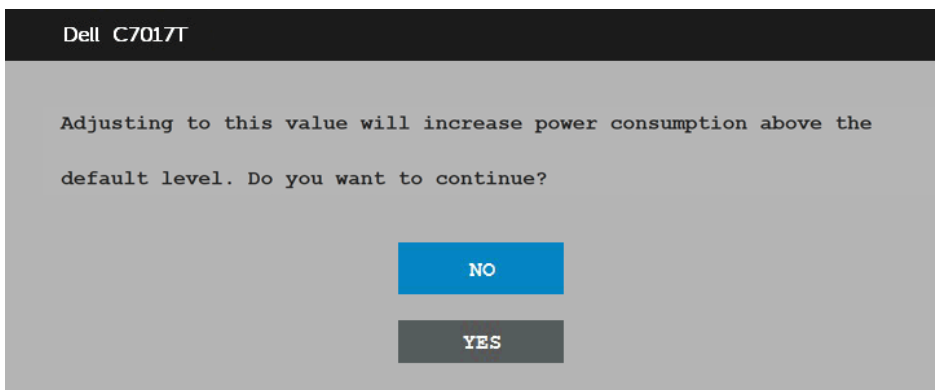 Dell C7017T
Adjusting to this value will increase power consumption above the
default level. Do you want to continue?
NO
YES